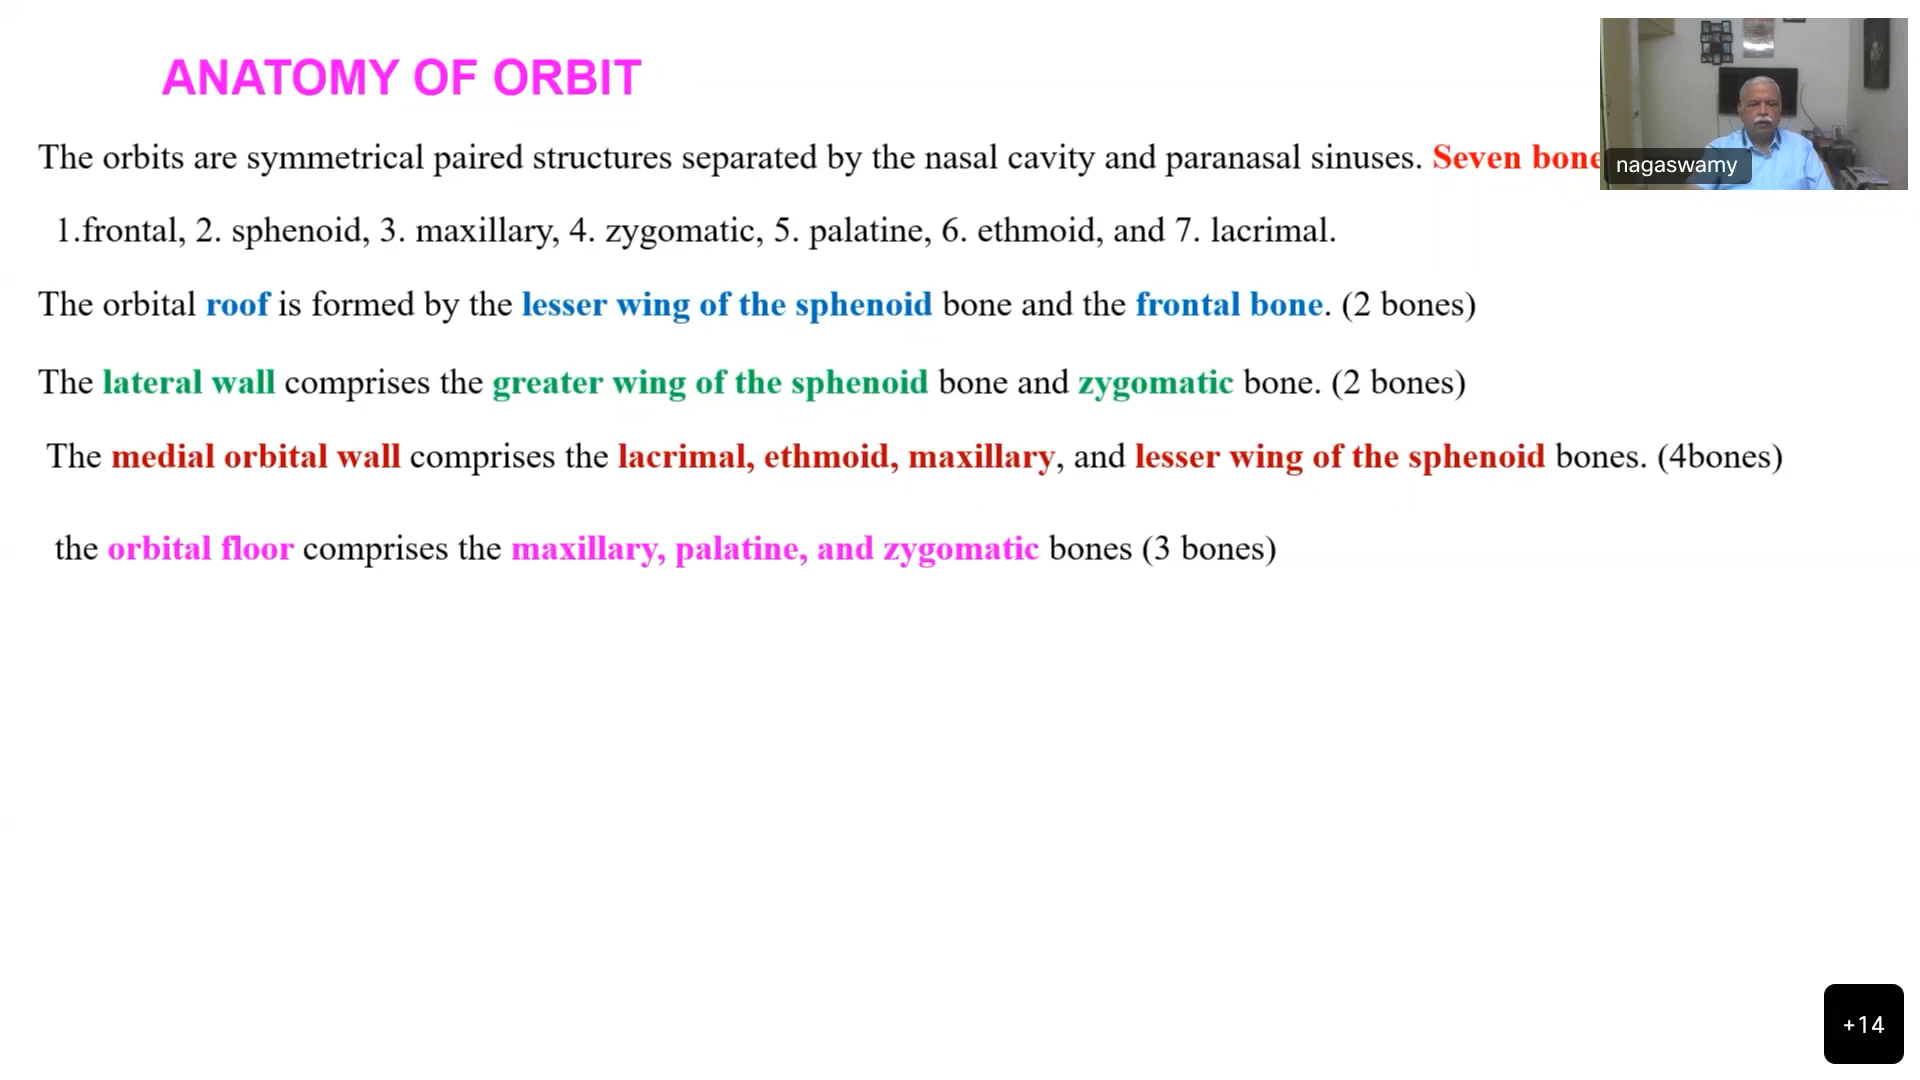 ANATOMY OF ORBIT
The orbits are symmetrical paired structures separated by the nasal cavity and paranasal sinuses. Seven bone
nagaswamy
1.frontal, 2. sphenoid, 3. maxillary, 4. zygomatic, 5. palatine, 6. ethmoid, and 7. lacrimal.
The orbital roof is formed by the lesser wing of the sphenoid bone and the frontal bone. (2 bones)
The lateral wall comprises the greater wing of the sphenoid bone and zygomatic bone. (2 bones)
The medial orbital wall comprises the lacrimal, ethmoid, maxillary, and lesser wing of the sphenoid bones. (4bones)
the orbital floor comprises the maxillary, palatine, and zygomatic bones (3 bones)
+14